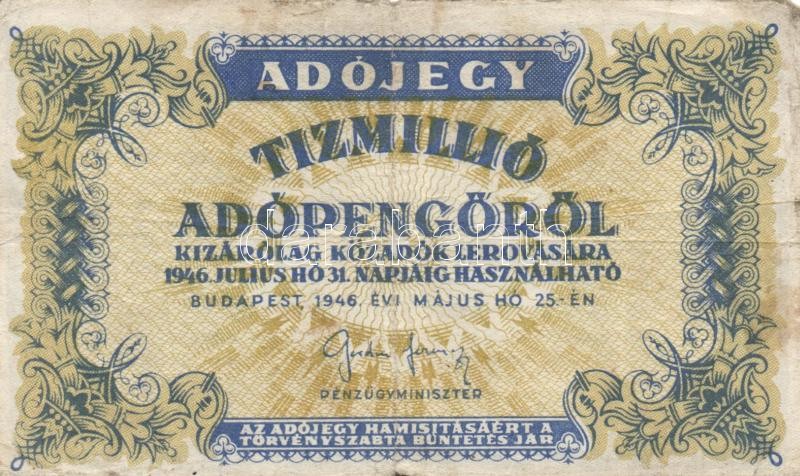 ADÓJEGY
TIZMILLIÓ
ADÓPENGŐRŐL
KIZÁRÓLAG KÖZADÓK LEROVÁSÁRA
1946. JULIUS HÓ 31. NAPJÁIG HASZNÁLHATÓ
BUDAPEST, 1946. ÉVI MÁJUS HÓ 25.-ÉN
PÉNZÜGYMINISZTER
AZ ADÓJEGY HAMISITÁSÁÉRT A
TÖRVÉNYSZABTA BÜNTETÉS JÁR